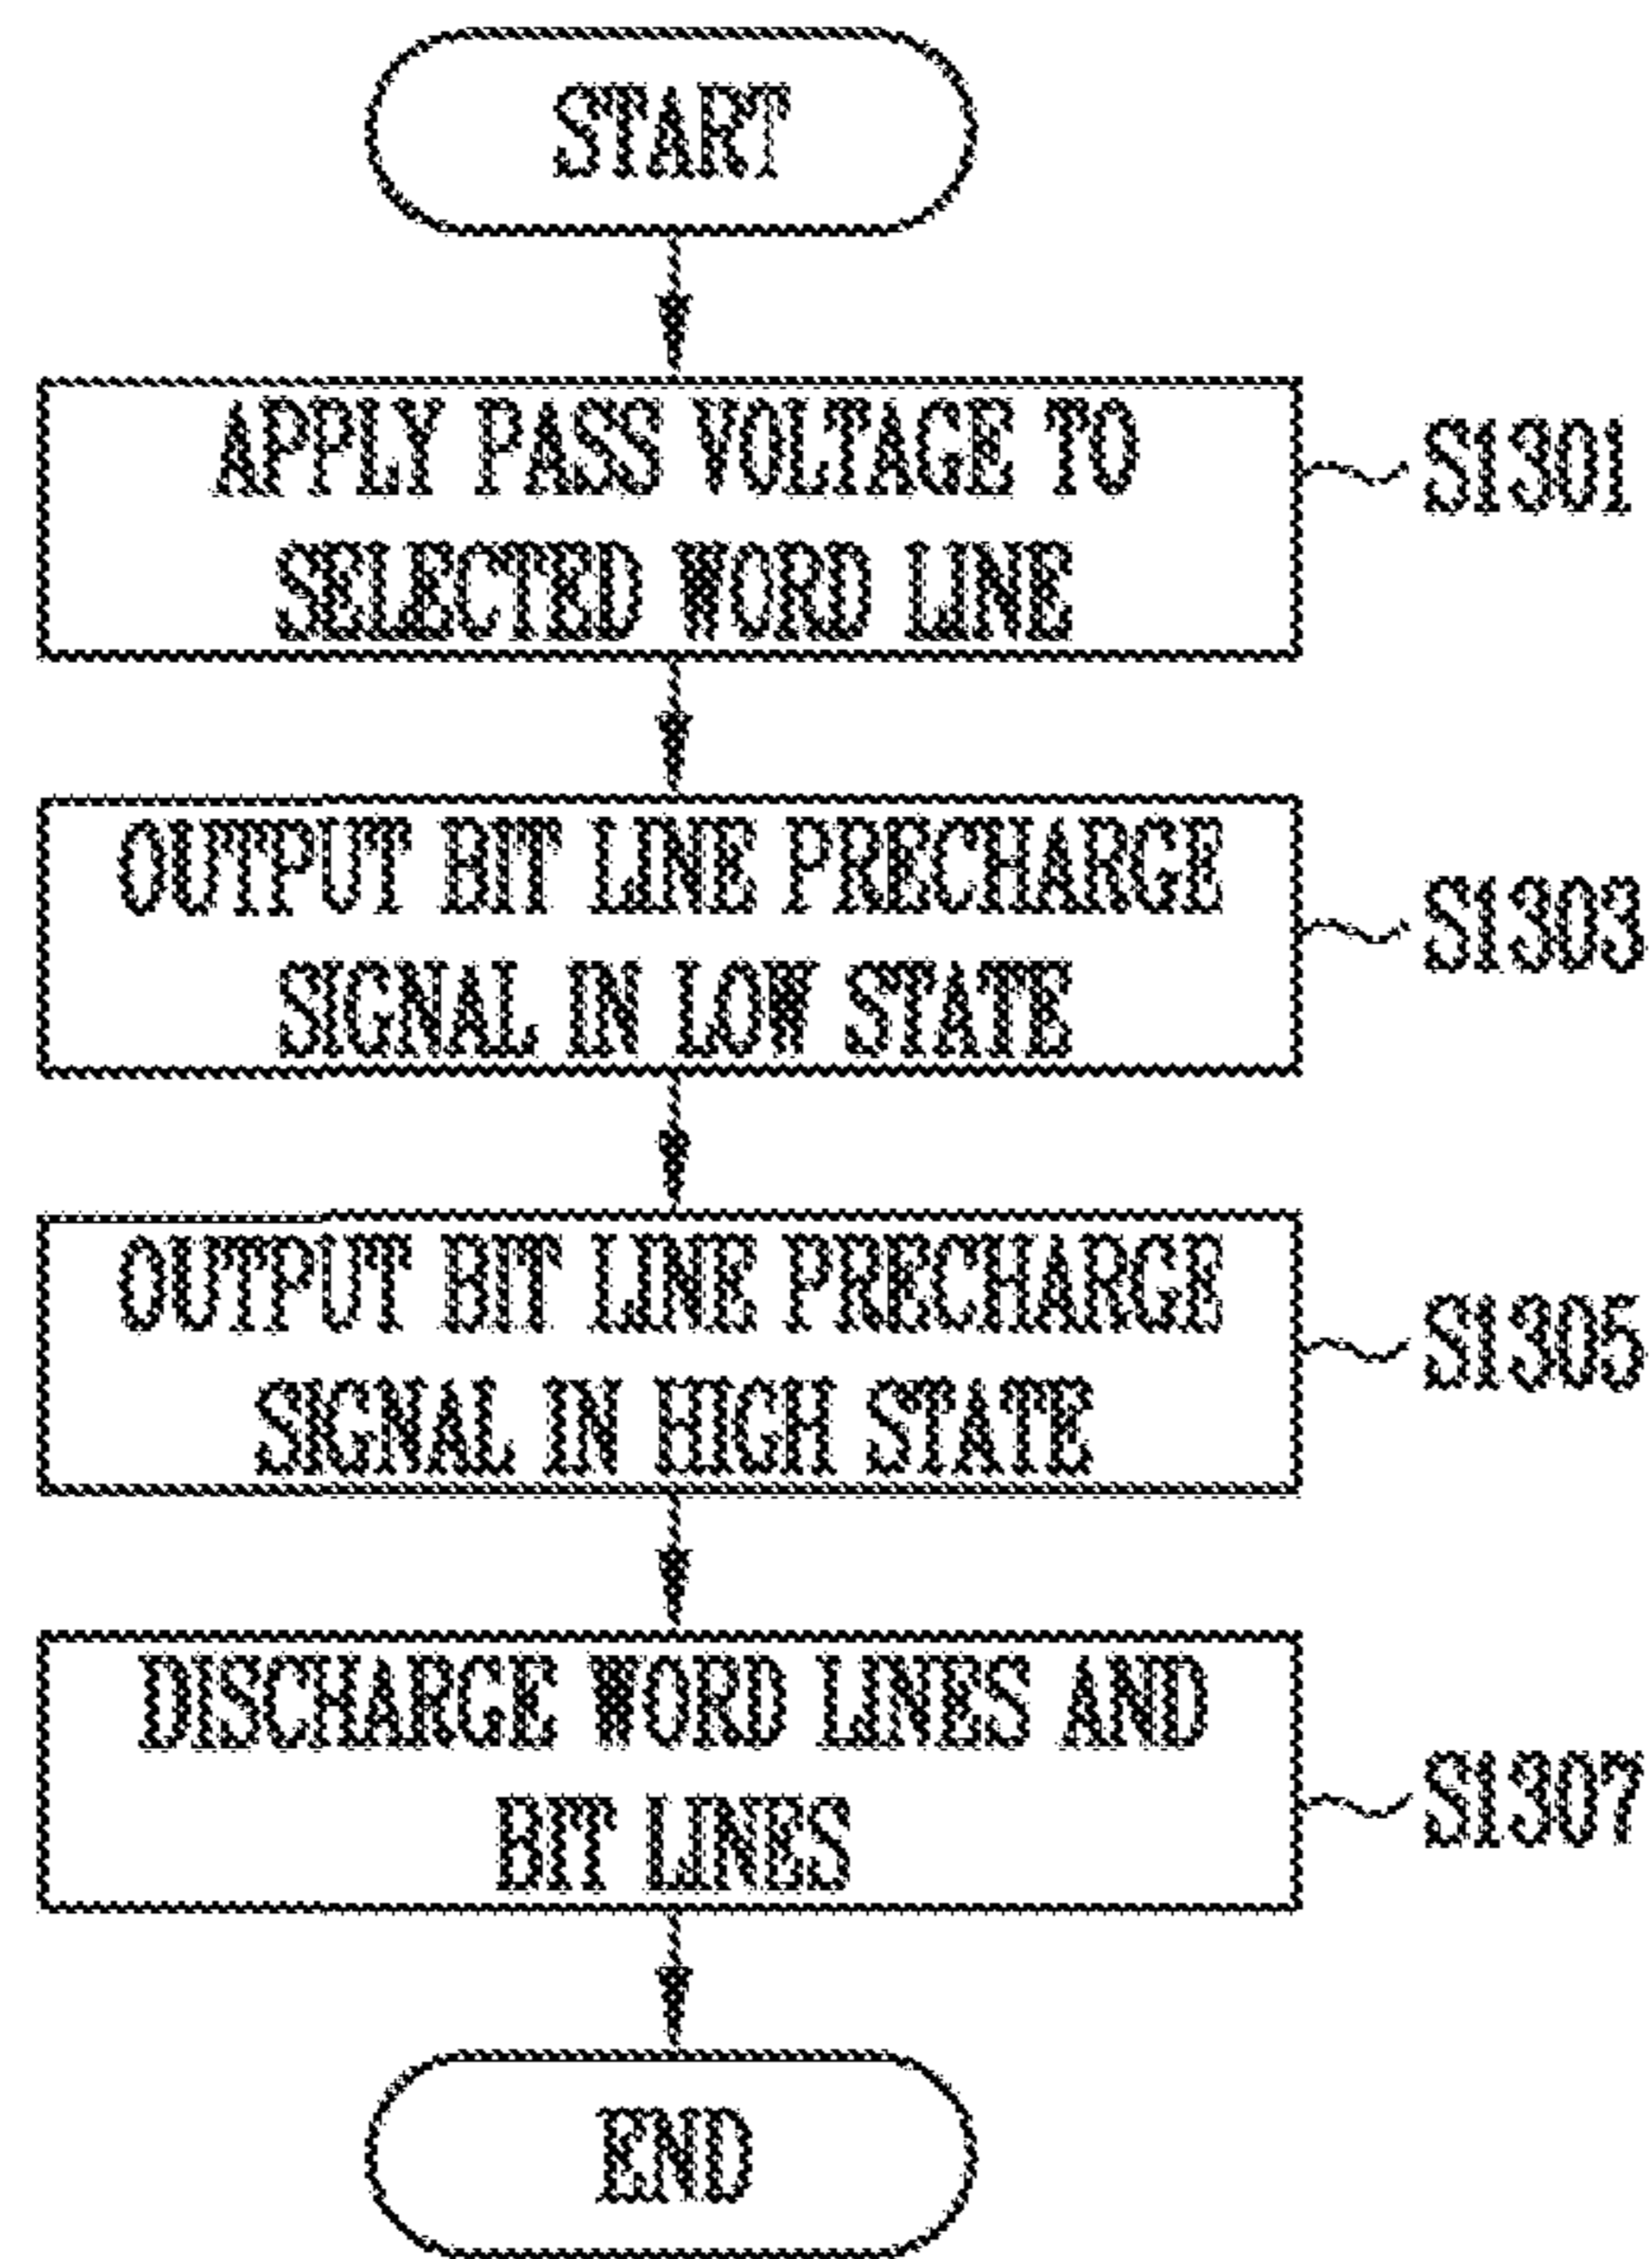 START
APPLY PASS VOLTAGE TO
SELECTED WORD LINE
S1301
OUTPUT BIT LINE PRECHARGE
SIGNAL IN LOW STATE
S1303
OUTPUT BIT LINE PRECHARGE
SIGNAL IN HIGH STATE
S1305
DISCHARGE WORD LINES AND
BIT LINES
S1307
END